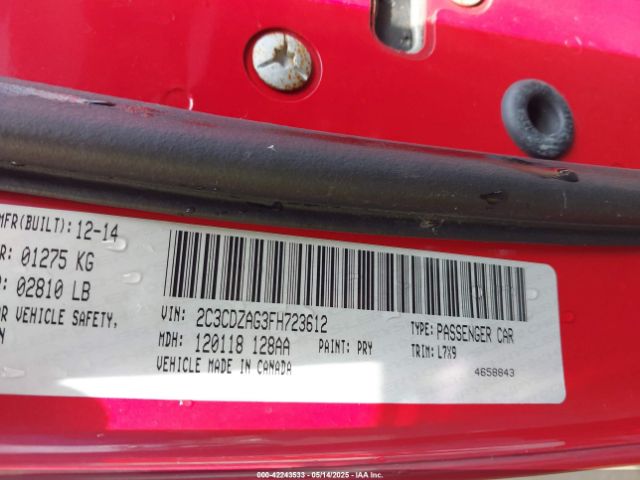 MFR(BUILT): 12-14
R: 01275 KG
02810 LB
OR VEHICLE SAFETY,
N
VIN: 2C3CDZAG3FH723612
MDH: 120118 128AA PAINT: PRY
VEHICLE MADE IN CANADA
TYPE: PASSENGER CAR
TRIM: L7X9
4658843
000-42243533 — 05/14/2025 — IAA Inc.